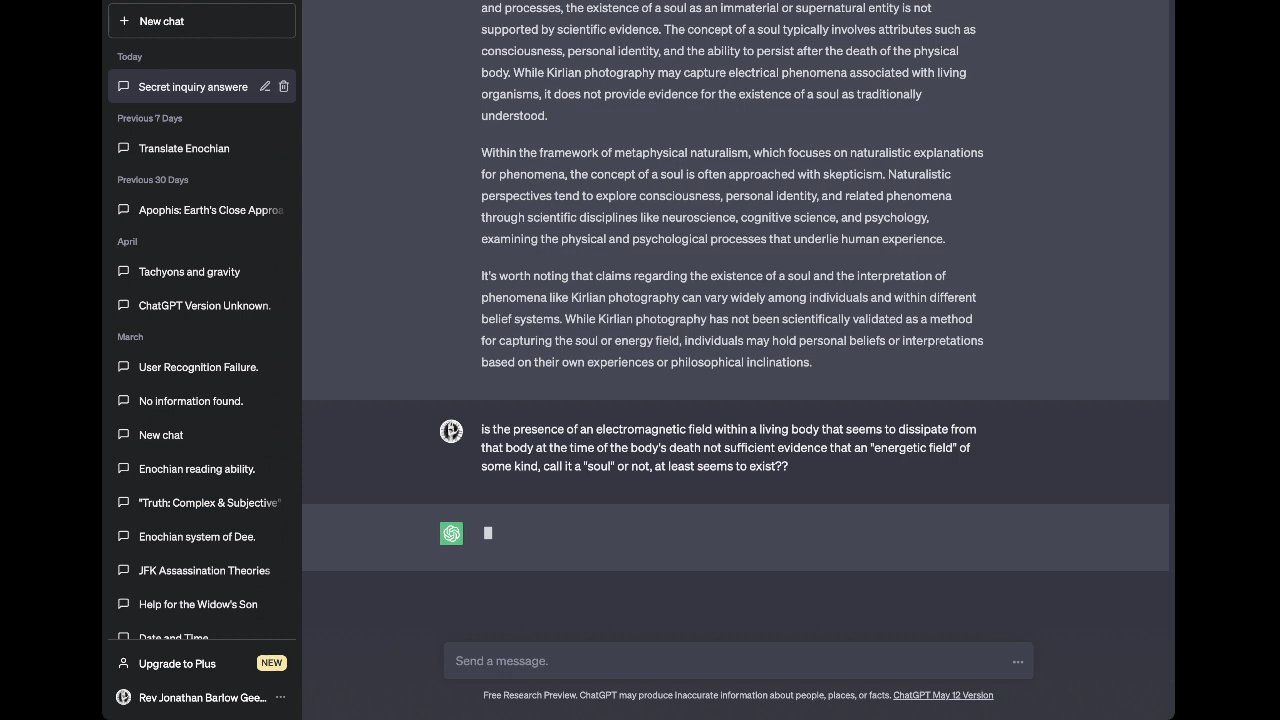 New chat
Today
Secret inquiry answere
Previous 7 Days
Translate Enochian
Previous 30 Days
Apophis: Earth's Close Approa
April
Tachyons and gravity
ChatGPT Version Unknown.
March
User Recognition Failure.
No information found.
New chat
Enochian reading ability.
"Truth: Complex & Subjective"
Enochian system of Dee.
JFK Assassination Theories
Help for the Widow's Son
Date and Time
Upgrade to Plus NEW
Rev Jonathan Barlow Gee...
and processes, the existence of a soul as an immaterial or supernatural entity is not
supported by scientific evidence. The concept of a soul typically involves attributes such as
consciousness, personal identity, and the ability to persist after the death of the physical
body. While Kirlian photography may capture electrical phenomena associated with living
organisms, it does not provide evidence for the existence of a soul as traditionally
understood.
Within the framework of metaphysical naturalism, which focuses on naturalistic explanations
for phenomena, the concept of a soul is often approached with skepticism. Naturalistic
perspectives tend to explore consciousness, personal identity, and related phenomena
through scientific disciplines like neuroscience, cognitive science, and psychology,
examining the physical and psychological processes that underlie human experience.
It's worth noting that claims regarding the existence of a soul and the interpretation of
phenomena like Kirlian photography can vary widely among individuals and within different
belief systems. While Kirlian photography has not been scientifically validated as a method
for capturing the soul or energy field, individuals may hold personal beliefs or interpretations
based on their own experiences or philosophical inclinations.
is the presence of an electromagnetic field within a living body that seems to dissipate from
that body at the time of the body's death not sufficient evidence that an "energetic field" of
some kind, call it a "soul" or not, at least seems to exist??
Send a message.
Free Research Preview. ChatGPT may produce inaccurate information about people, places, or facts. ChatGPT May 12 Version